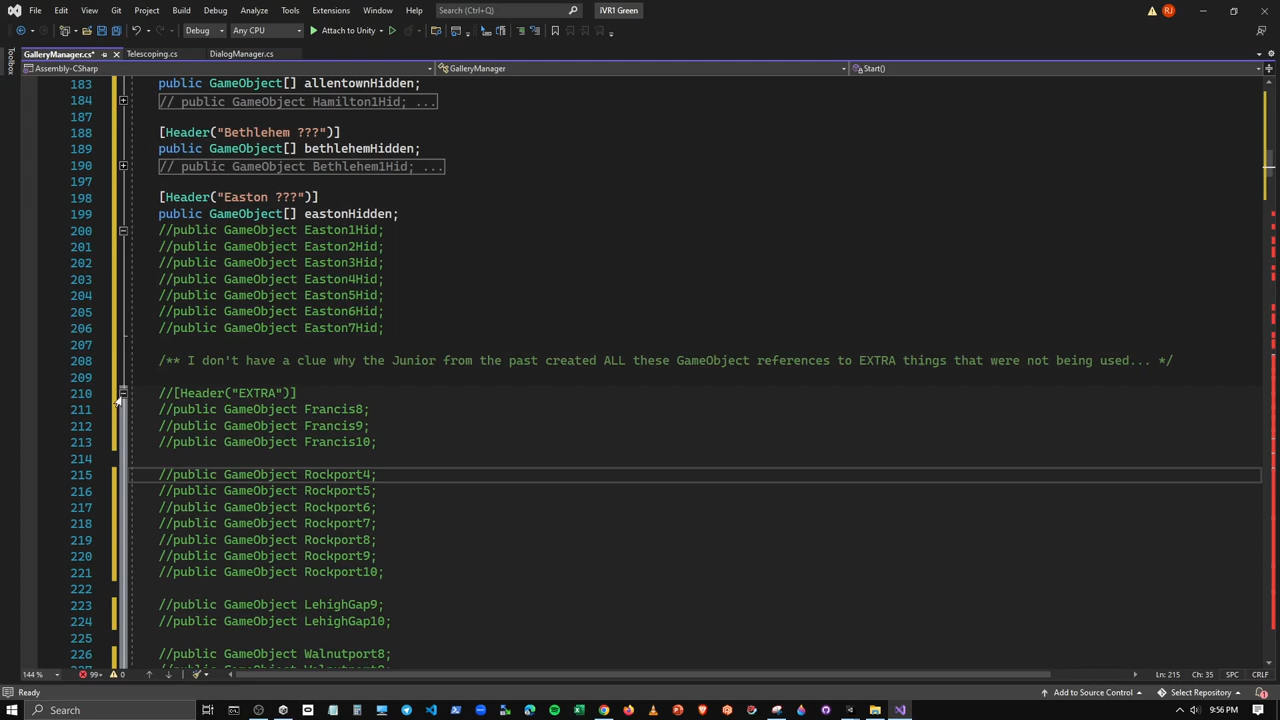 File Edit View Git Project Build Debug Test Analyze Tools Extensions Window Help Search (Ctrl+Q) iVR1 Green RJ
Debug Any CPU Attach to Unity
GalleryManager.cs* Telescoping.cs DialogManager.cs
Toolbox
Assembly-CSharp GalleryManager Start()
183 public GameObject[] allentownHidden;
184 // public GameObject Hamilton1Hid; ...
187
188 [Header("Bethlehem ???")]
189 public GameObject[] bethlehemHidden;
190 // public GameObject Bethlehem1Hid; ...
197
198 [Header("Easton ???")]
199 public GameObject[] eastonHidden;
200 //public GameObject Easton1Hid;
201 //public GameObject Easton2Hid;
202 //public GameObject Easton3Hid;
203 //public GameObject Easton4Hid;
204 //public GameObject Easton5Hid;
205 //public GameObject Easton6Hid;
206 //public GameObject Easton7Hid;
207
208 /** I don't have a clue why the Junior from the past created ALL these GameObject references to EXTRA things that were not being used... */
209
210 //[Header("EXTRA")]
211 //public GameObject Francis8;
212 //public GameObject Francis9;
213 //public GameObject Francis10;
214
215 //public GameObject Rockport4;
216 //public GameObject Rockport5;
217 //public GameObject Rockport6;
218 //public GameObject Rockport7;
219 //public GameObject Rockport8;
220 //public GameObject Rockport9;
221 //public GameObject Rockport10;
222
223 //public GameObject LehighGap9;
224 //public GameObject LehighGap10;
225
226 //public GameObject Walnutport8;
144 % 99+ 0 Ln: 215 Ch: 35 SPC CRLF
Ready Add to Source Control Select Repository 1
Search 9:56 PM